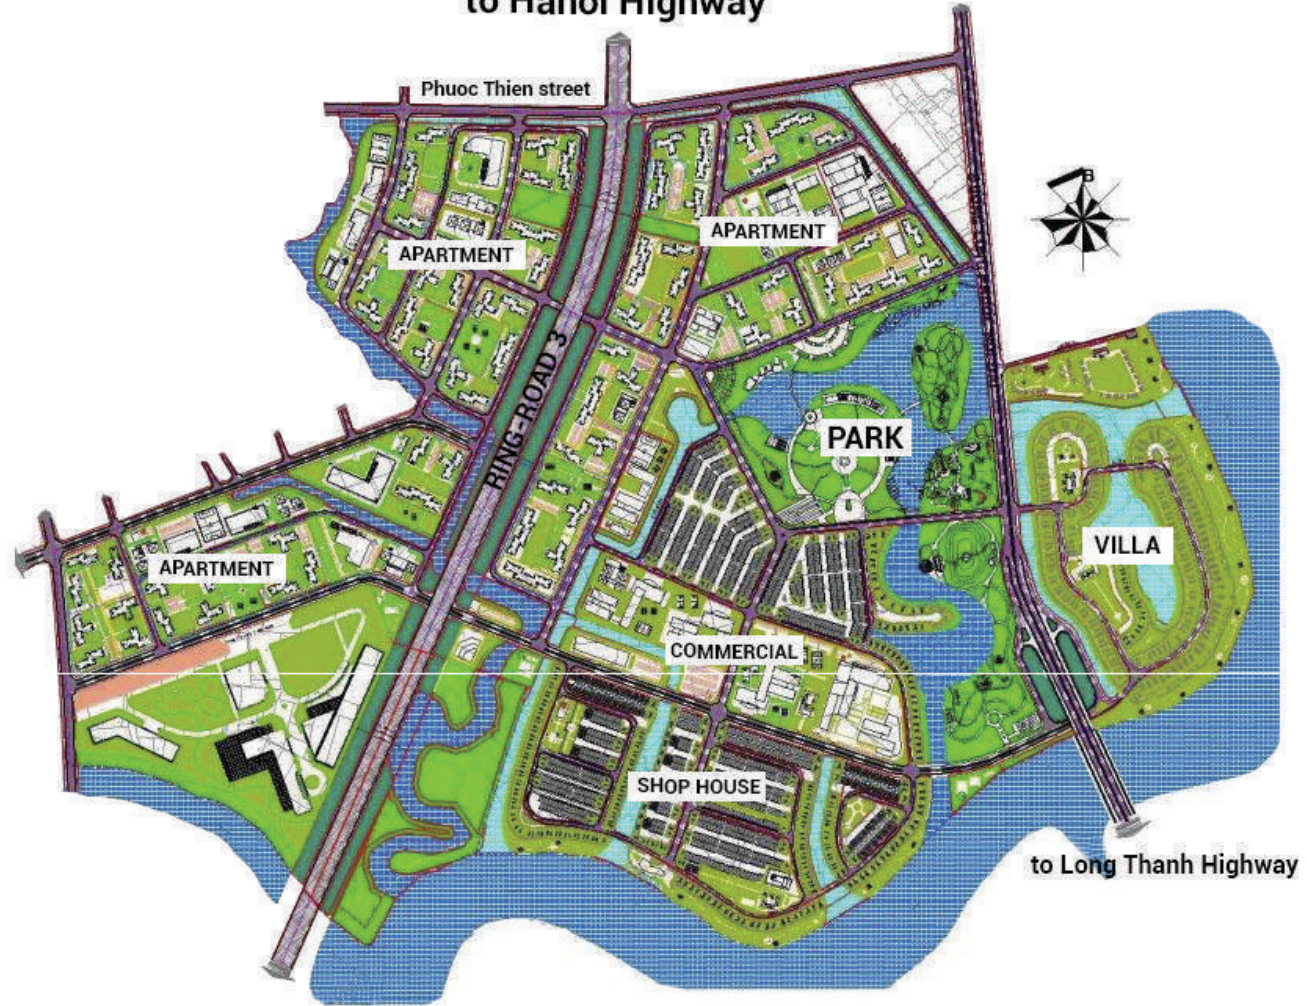 to Hanoi Highway
Phuoc Thien street
B
APARTMENT
APARTMENT
RING-ROAD 3
PARK
VILLA
APARTMENT
COMMERCIAL
SHOP HOUSE
to Long Thanh Highway